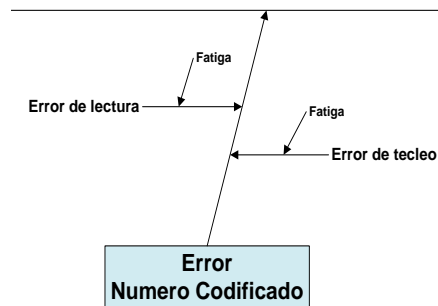 Fatiga
Error de lectura
Fatiga
Error de tecleo
Error
Numero Codificado